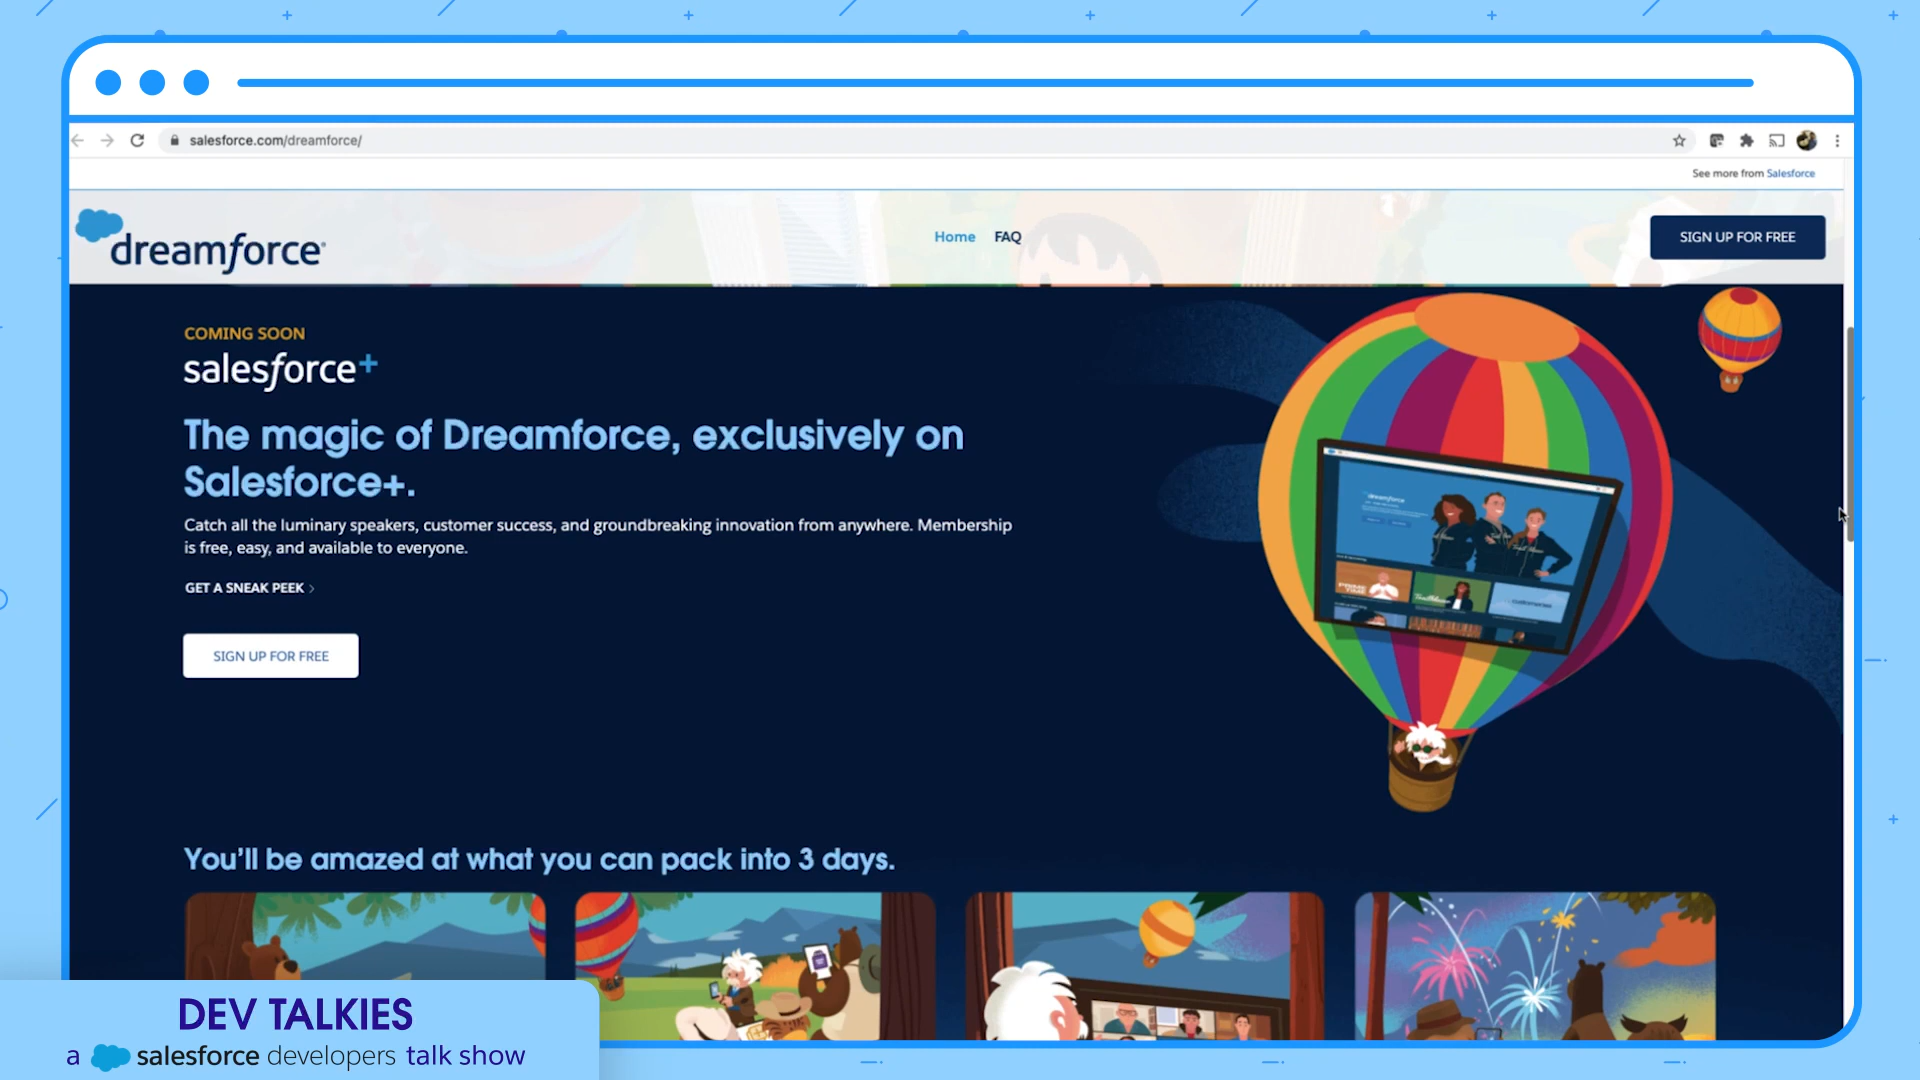 salesforce.com/dreamforce/
See more from Salesforce
dreamforce
Home FAQ
SIGN UP FOR FREE
COMING SOON
salesforce+
The magic of Dreamforce, exclusively on
Salesforce+.
Catch all the luminary speakers, customer success, and groundbreaking innovation from anywhere. Membership
is free, easy, and available to everyone.
GET A SNEAK PEEK >
SIGN UP FOR FREE
You'll be amazed at what you can pack into 3 days.
DEV TALKIES
a salesforce developers talk show